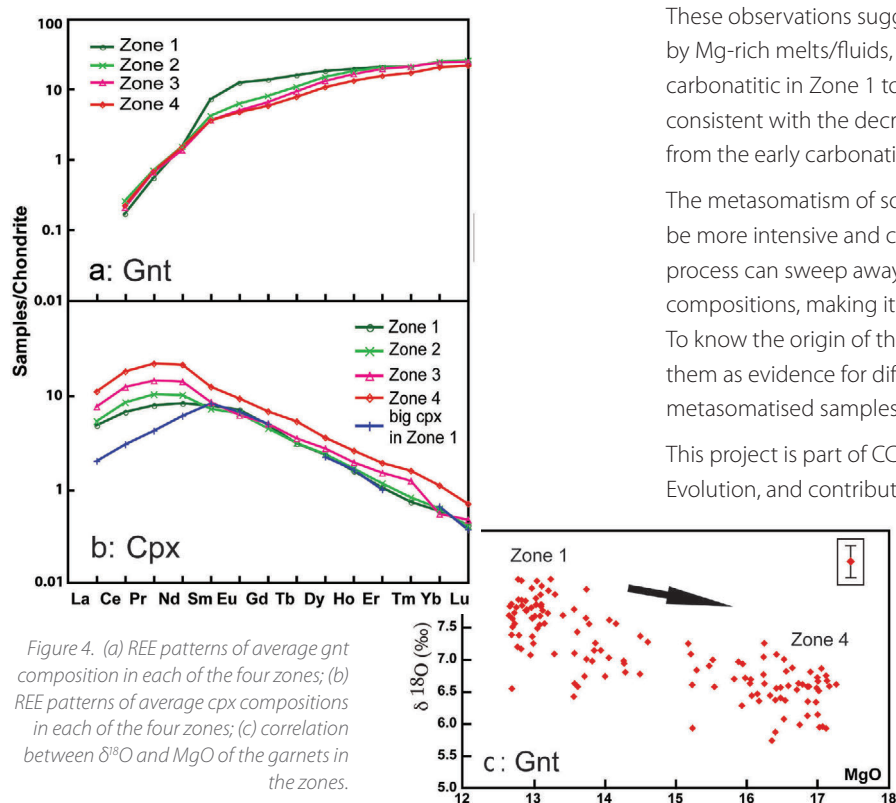 These observations sugg
by Mg-rich melts/fluids,
carbonatitic in Zone 1 to
consistent with the decr
from the early carbonati
The metasomatism of so
be more intensive and c
process can sweep away
compositions, making it
To know the origin of th
them as evidence for dif
metasomatised samples
This project is part of CC
Evolution, and contribut
100
10
1
0.1
0.01
Zone 1
Zone 2
Zone 3
Zone 4
a: Gnt
Samples/Chondrite
10
1
0.01
Zone 1
Zone 2
Zone 3
Zone 4
big cpx
in Zone 1
b: Cpx
La Ce Pr Nd Sm Eu Gd Tb Dy Ho Er Tm Yb Lu
Figure 4. (a) REE patterns of average gnt
composition in each of the four zones; (b)
REE patterns of average cpx compositions
in each of the four zones; (c) correlation
between δ¹⁸O and MgO of the garnets in
the zones.
Zone 1
Zone 4
δ ¹⁸O (‰)
7.5
7.0
6.5
6.0
5.5
5.0
c: Gnt
MgO
12 13 14 15 16 17 18